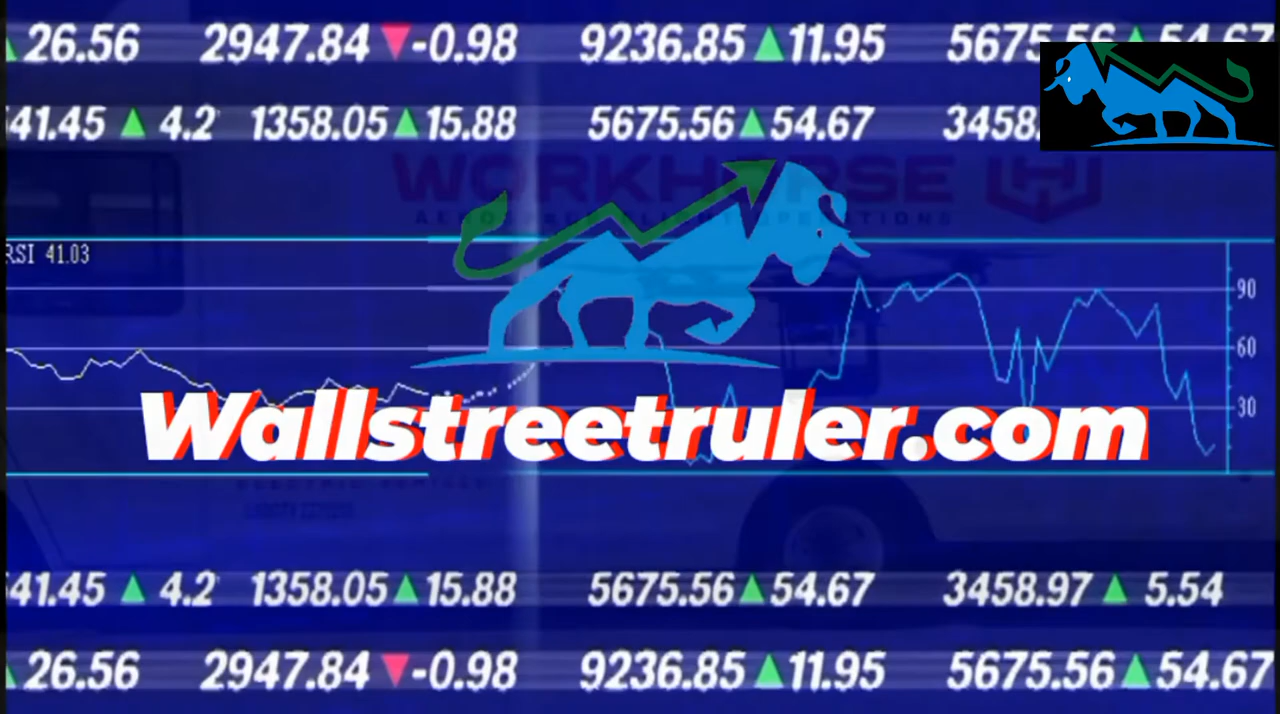 26.56 2947.84 -0.98 9236.85 11.95 5675.56 54.67
41.45 4.2 1358.05 15.88 5675.56 54.67 3458.
WORKHORSE
RSI 41.03
90
60
30
Wallstreetruler.com
41.45 4.2 1358.05 15.88 5675.56 54.67 3458.97 5.54
26.56 2947.84 -0.98 9236.85 11.95 5675.56 54.67